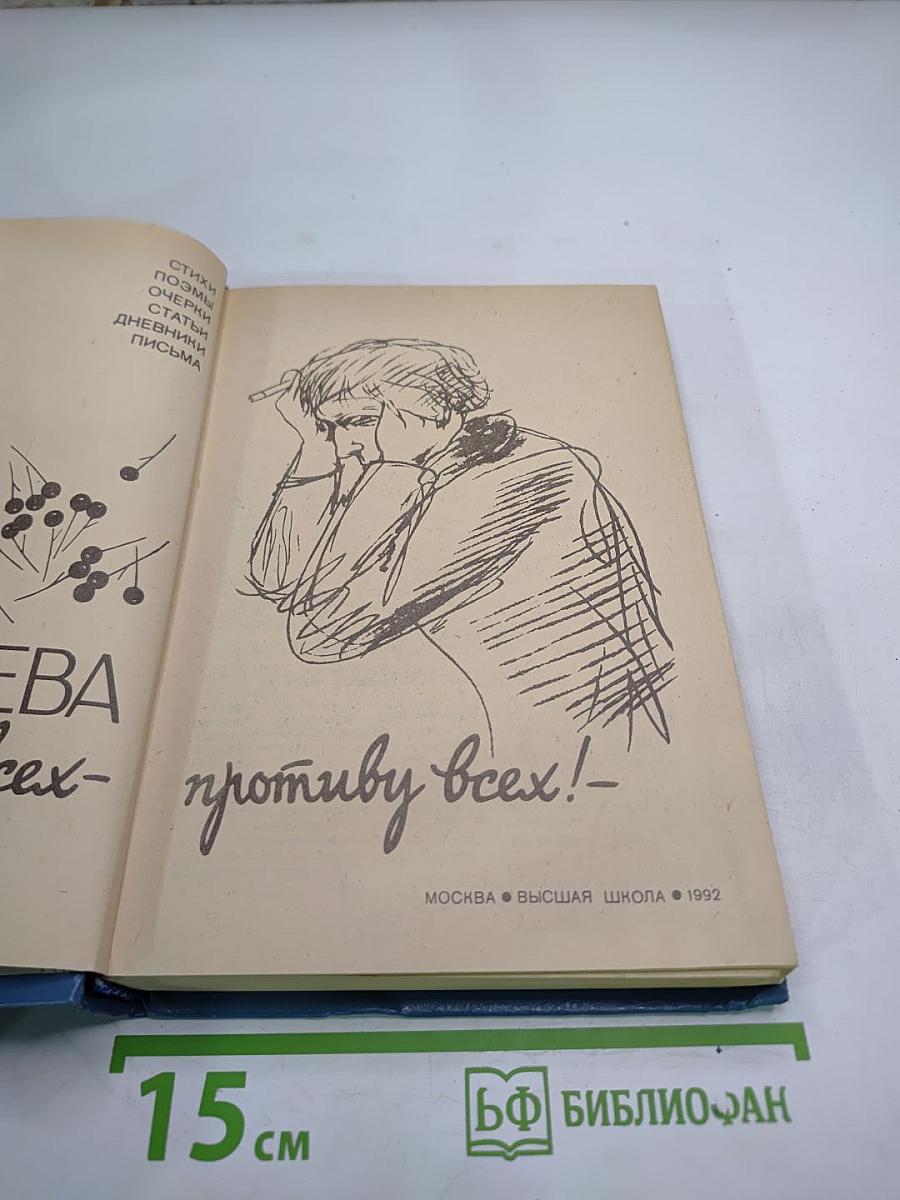 СТИХИ
ПОЭМЫ
ОЧЕРКИ
СТАТЬИ
ДНЕВНИКИ
ПИСЬМА
ЕВА
сех-
противу всех!-
МОСКВА ● ВЫСШАЯ ШКОЛА ● 1992
15 см
БФ БИБЛИОФАН